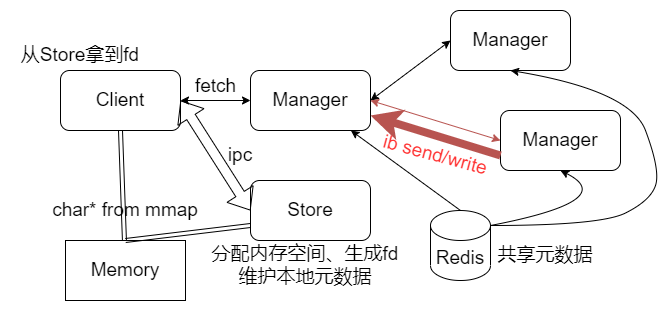 Manager
从Store拿到fd
Client
fetch
Manager
Manager
ib send/write
ipc
char* from mmap
Store
分配内存空间、生成fd
维护本地元数据
Memory
Redis
共享元数据